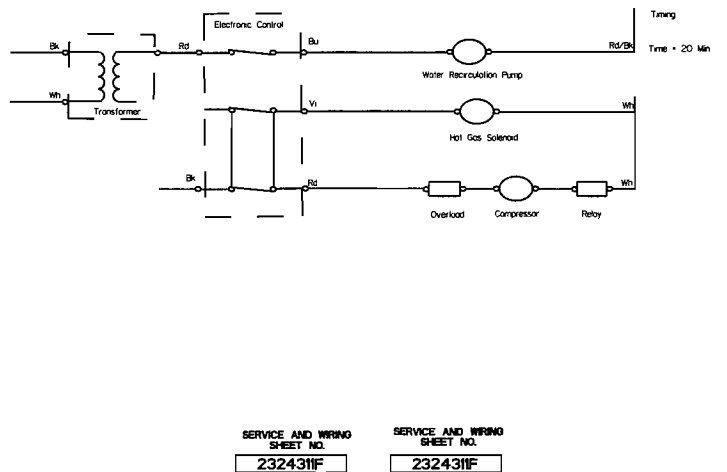 Electronic Control
Timing
Bk
Rd
Bu
Rd/Bk
Time = 20 Min
Water Recirculation Pump
Wh
Transformer
Vi
Wh
Hot Gas Solenoid
Bk
Rd
Wh
Overload
Compressor
Relay
SERVICE AND WIRING
SHEET NO.
2324311F
SERVICE AND WIRING
SHEET NO.
2324311F